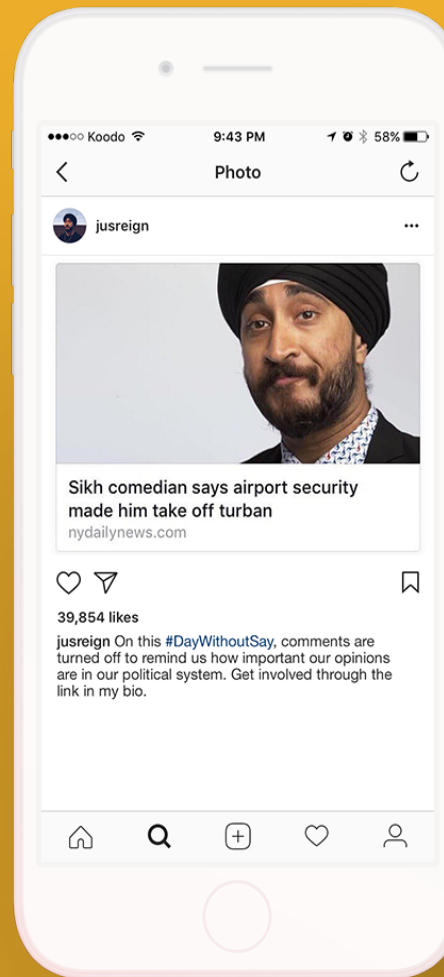 Koodo 9:43 PM 58%
Photo
jusreign
Sikh comedian says airport security
made him take off turban
nydailynews.com
39,854 likes
jusreign On this #DayWithoutSay, comments are
turned off to remind us how important our opinions
are in our political system. Get involved through the
link in my bio.